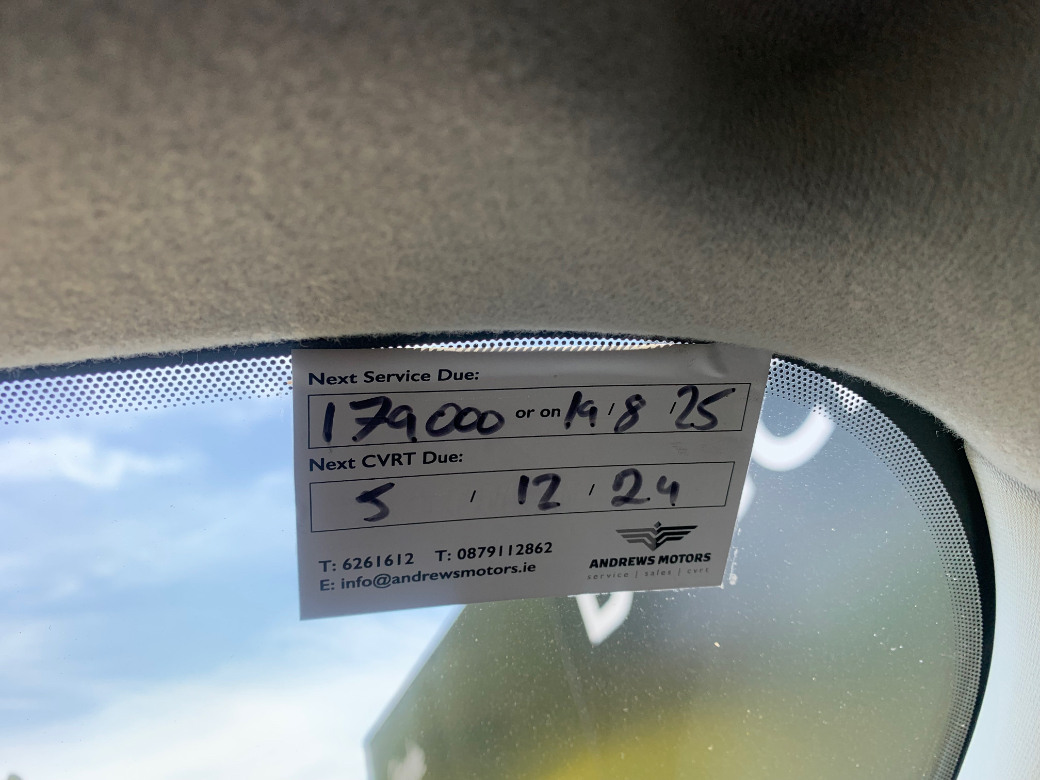 Next Service Due:
179,000 or on 19/8/25
Next CVRT Due:
5 / 12 / 24
T: 6261612 T: 0879112862
E: info@andrewsmotors.ie
ANDREWS MOTORS
service | sales | cvrt